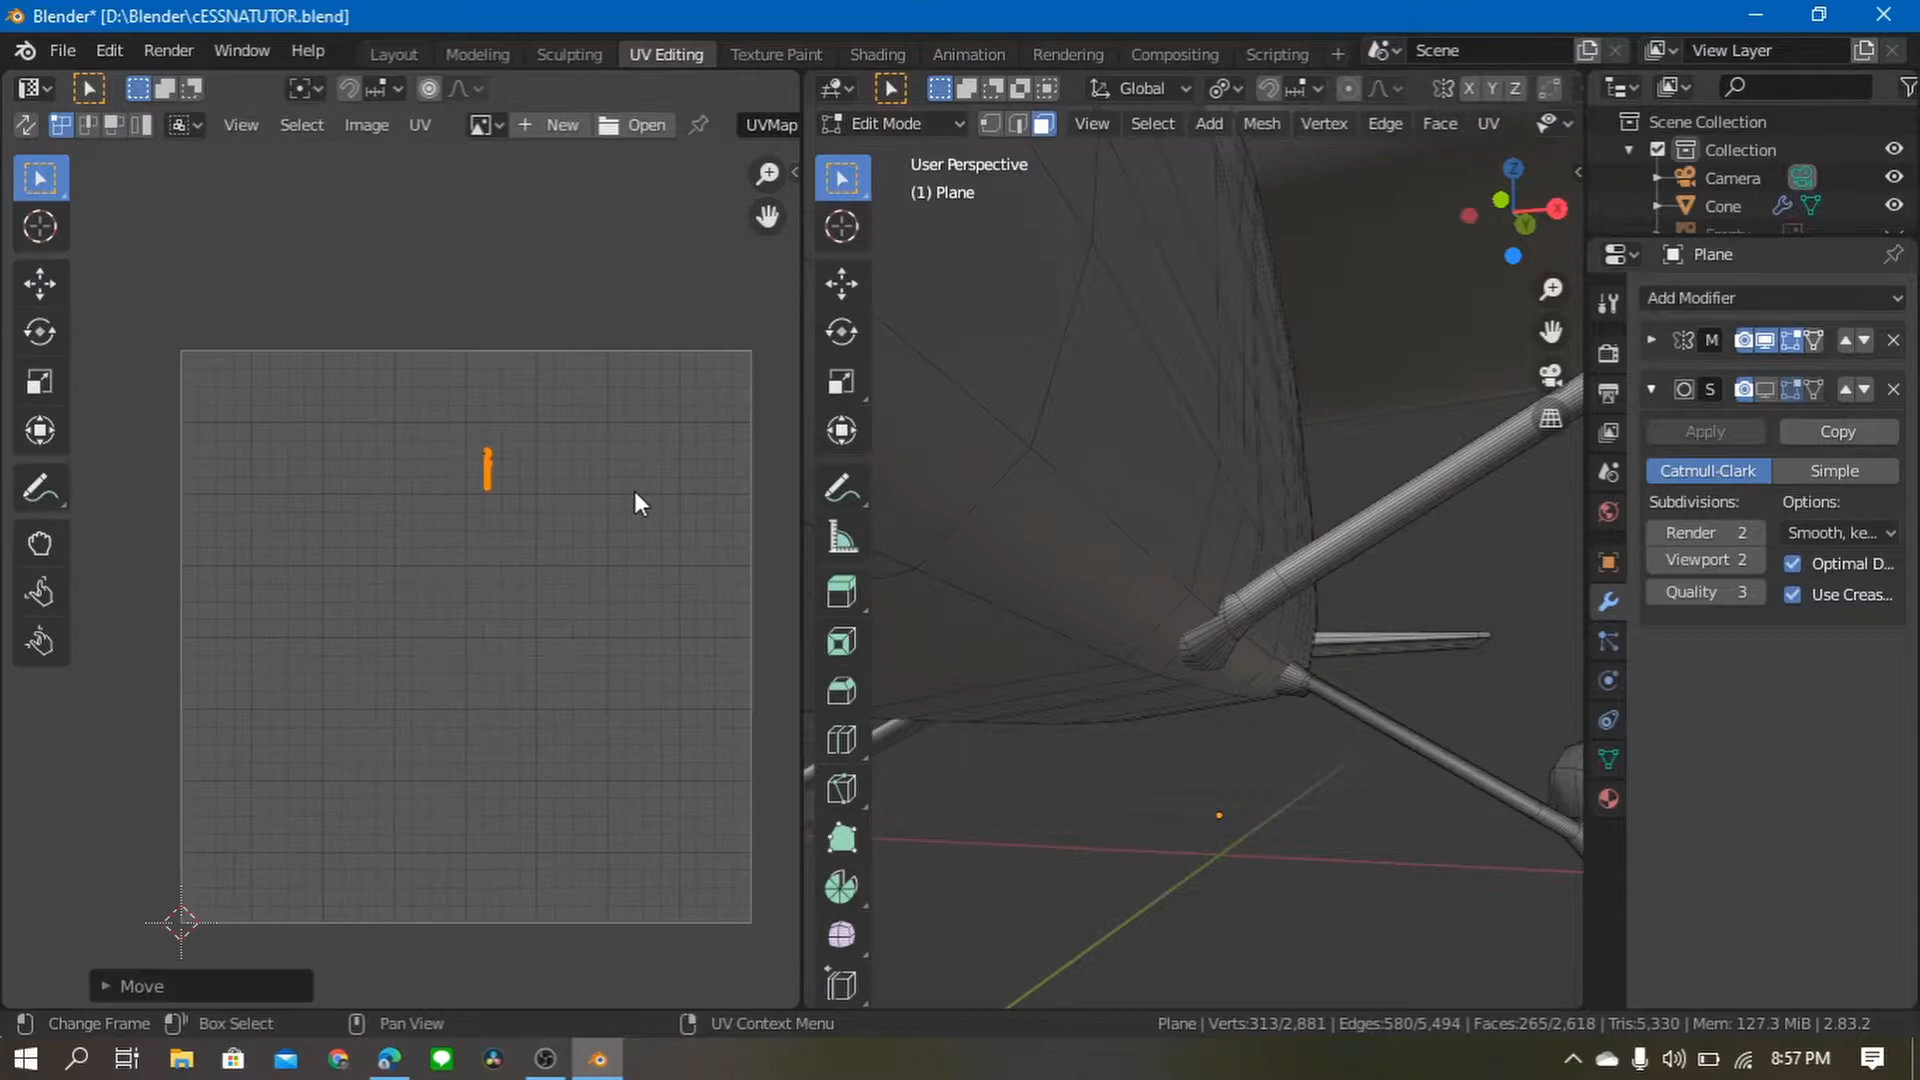 Blender* [D:\Blender\cESSNATUTOR.blend]
File Edit Render Window Help
Layout Modeling Sculpting UV Editing Texture Paint Shading Animation Rendering Compositing Scripting +
Scene
View Layer
Global
X Y Z
View Select Image UV
New
Open
UVMap
Edit Mode
View Select Add Mesh Vertex Edge Face UV
User Perspective
(1) Plane
Z
X
Y
Scene Collection
Collection
Camera
Cone
Plane
Add Modifier
M
S
Apply
Copy
Catmull-Clark
Simple
Subdivisions:
Options:
Render 2
Smooth, ke...
Viewport 2
Optimal D...
Quality 3
Use Creas...
Move
Change Frame
Box Select
Pan View
UV Context Menu
Plane | Verts:313/2,881 | Edges:580/5,494 | Faces:265/2,618 | Tris:5,330 | Mem: 127.3 MiB | 2.83.2
8:57 PM